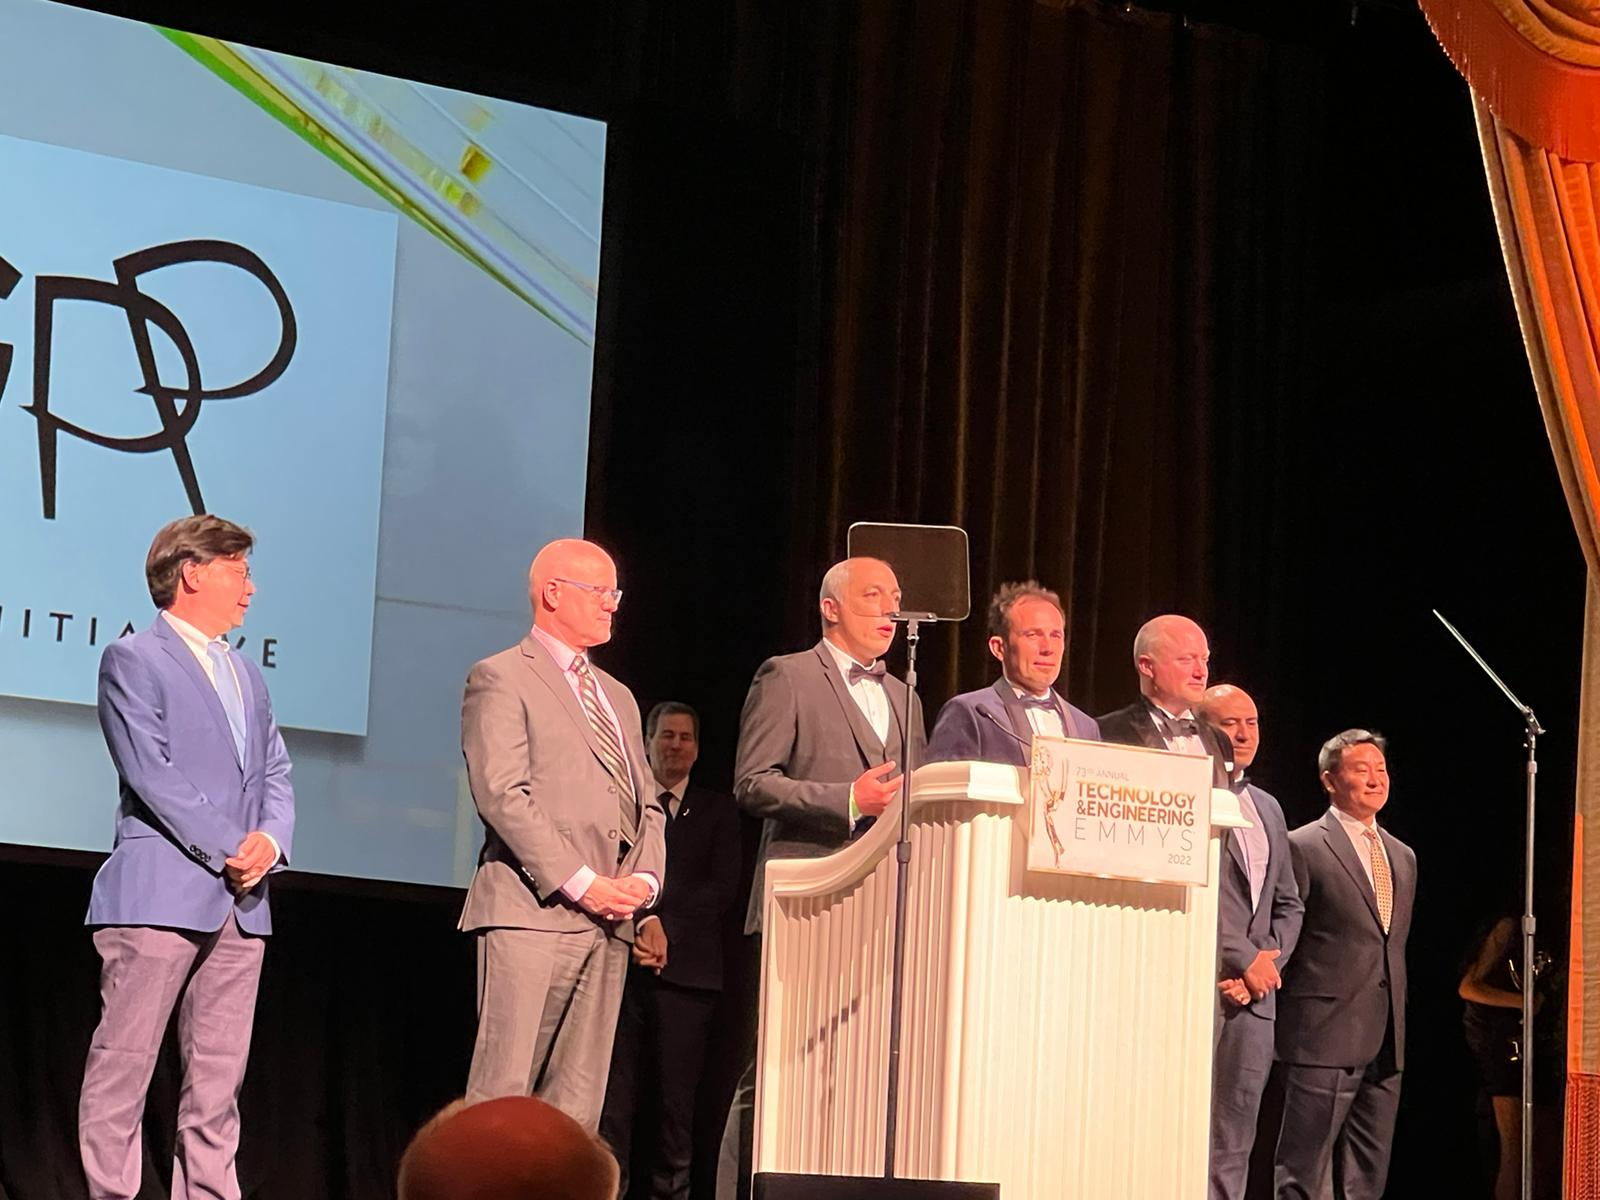 GPP
INITIATIVE
73RD ANNUAL
TECHNOLOGY
&ENGINEERING
EMMYS
2022